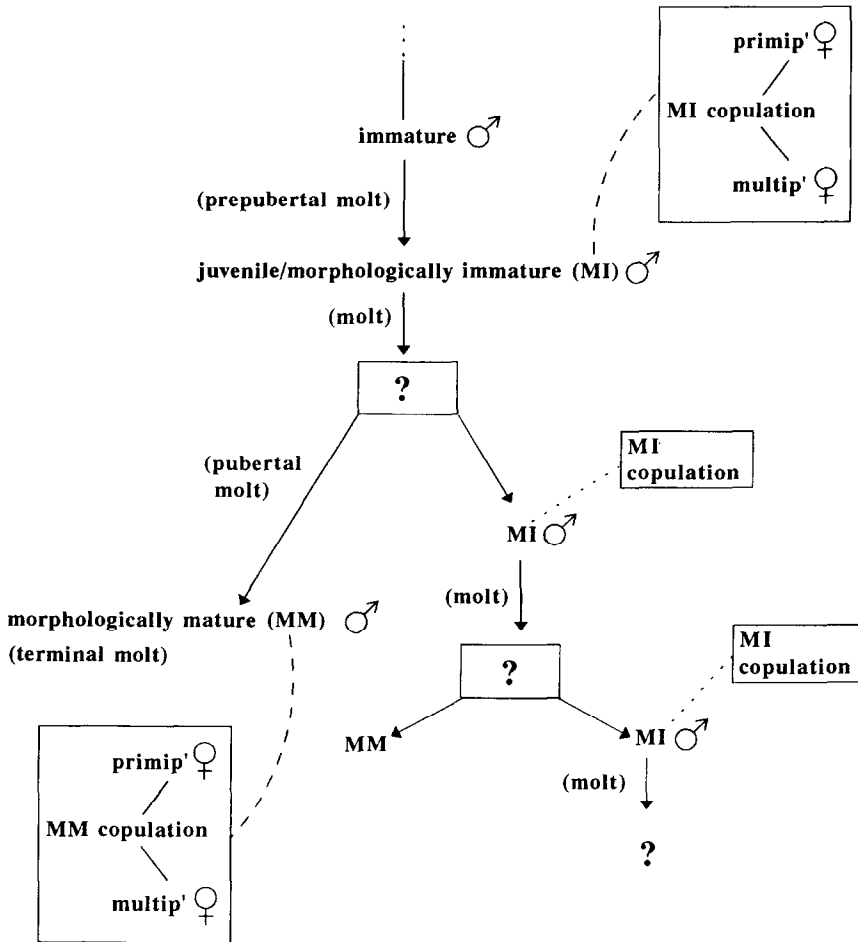 primip' ♀
MI copulation
multip' ♀
immature ♂
(prepubertal molt)
juvenile/morphologically immature (MI) ♂
(molt)
?
(pubertal
molt)
MI
copulation
MI ♂
(molt)
morphologically mature (MM) ♂
(terminal molt)
?
MI
copulation
MM
MI ♂
(molt)
?
primip' ♀
MM copulation
multip' ♀